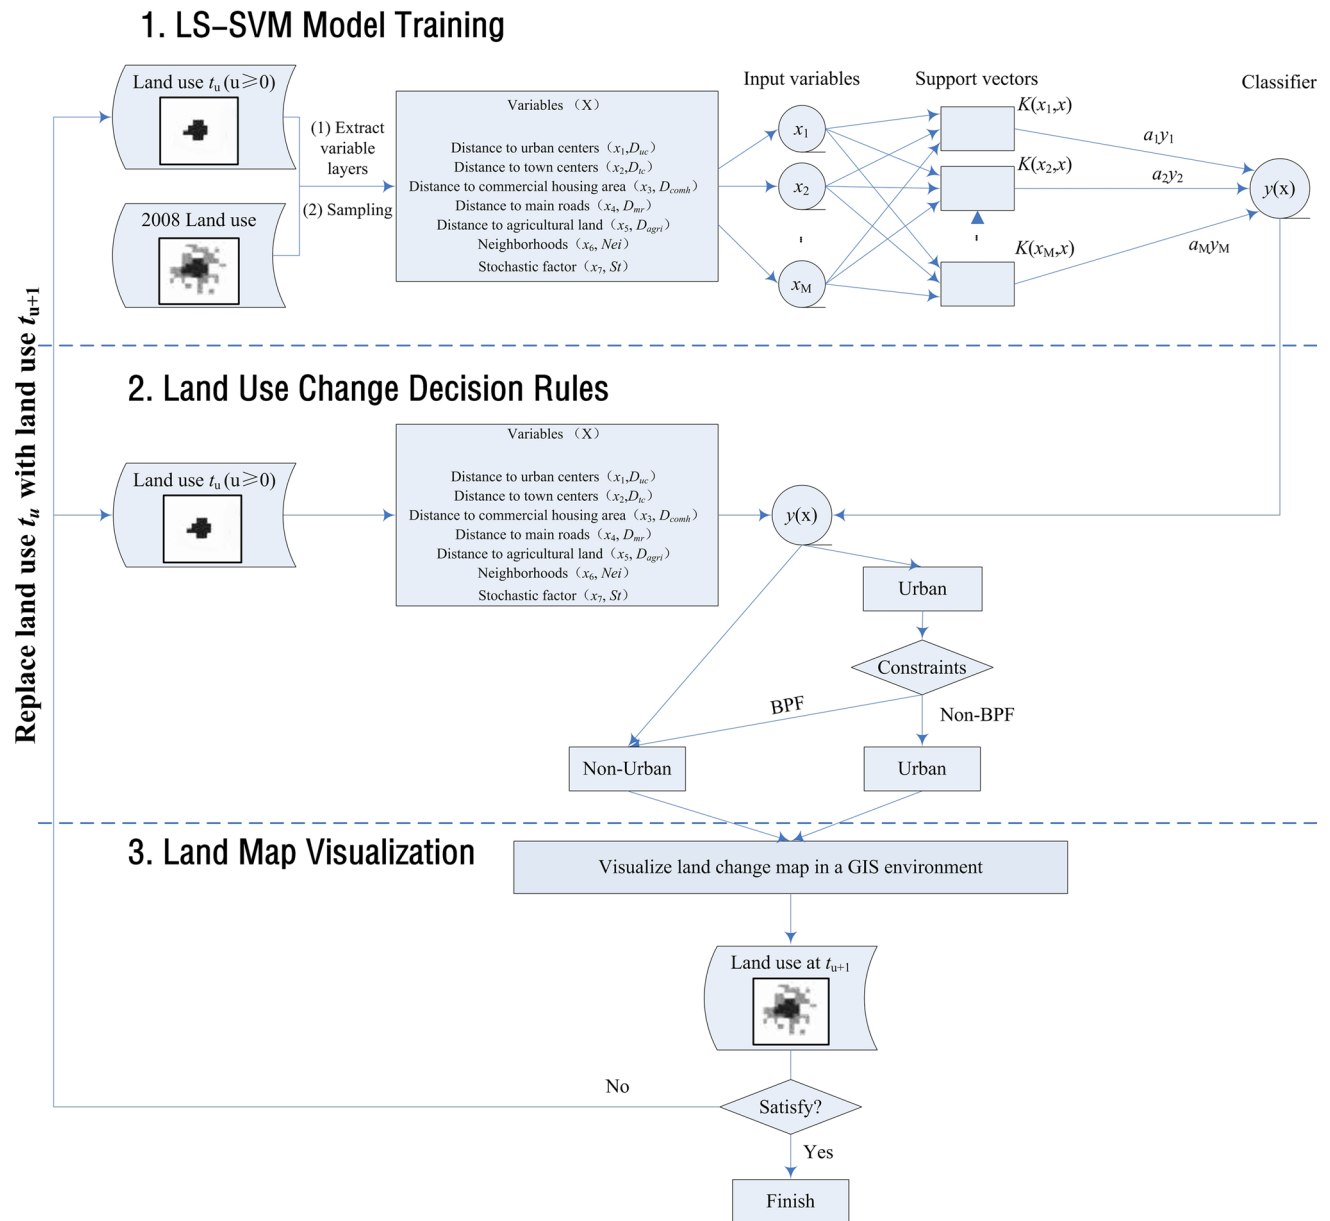 1. LS–SVM Model Training
Land use tu (u≥0)
2008 Land use
(1) Extract
variable
layers
(2) Sampling
Variables （X）
Distance to urban centers（x1,Duc）
Distance to town centers（x2,Dtc）
Distance to commercial housing area（x3, Dcomh）
Distance to main roads（x4, Dmr）
Distance to agricultural land（x5, Dagri）
Neighborhoods（x6, Nei）
Stochastic factor（x7, St）
Input variables
x1
x2
xM
Support vectors
K(x1,x)
K(x2,x)
K(xM,x)
a1y1
a2y2
aMyM
Classifier
y(x)
Replace land use tu with land use tu+1
2. Land Use Change Decision Rules
Land use tu (u≥0)
Variables （X）
Distance to urban centers（x1,Duc）
Distance to town centers（x2,Dtc）
Distance to commercial housing area（x3, Dcomh）
Distance to main roads（x4, Dmr）
Distance to agricultural land（x5, Dagri）
Neighborhoods（x6, Nei）
Stochastic factor（x7, St）
y(x)
Urban
Constraints
BPF
Non-BPF
Non-Urban
Urban
3. Land Map Visualization
Visualize land change map in a GIS environment
Land use at tu+1
No
Satisfy?
Yes
Finish